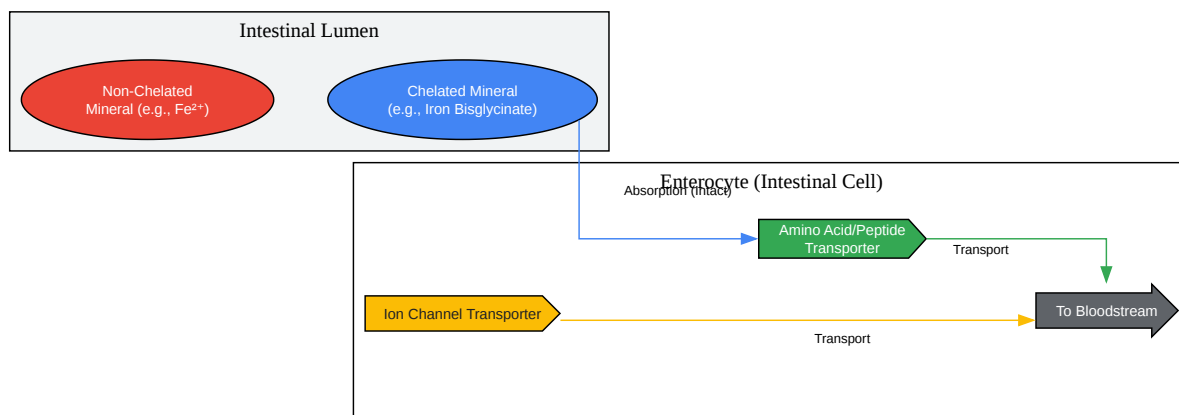 Intestinal Lumen
Non-Chelated
Mineral (e.g., Fe²⁺)
Chelated Mineral
(e.g., Iron Bisglycinate)
Enterocyte (Intestinal Cell)
Absorption (Intact)
Amino Acid/Peptide
Transporter
Transport
Ion Channel Transporter
To Bloodstream
Transport